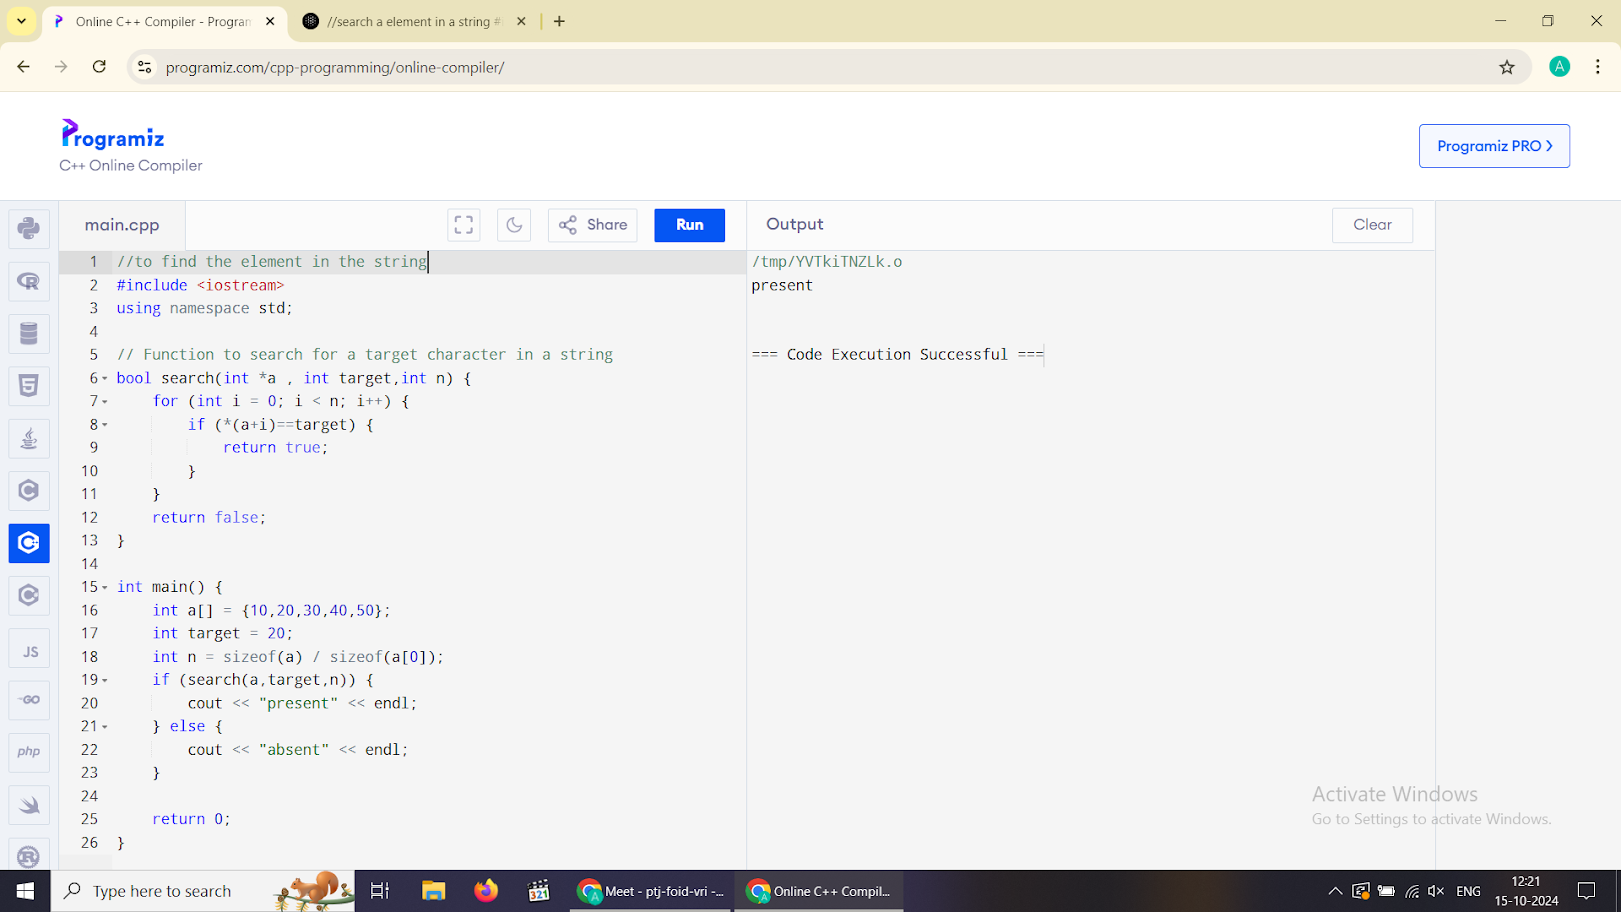 Online C++ Compiler - Program
//search a element in a string #
programiz.com/cpp-programming/online-compiler/
A
Programiz
C++ Online Compiler
Programiz PRO
main.cpp
Share
Run
Output
Clear
1 //to find the element in the string
2 #include <iostream>
3 using namespace std;
4
5 // Function to search for a target character in a string
6 bool search(int *a , int target,int n) {
7 for (int i = 0; i < n; i++) {
8 if (*(a+i)==target) {
9 return true;
10 }
11 }
12 return false;
13 }
14
15 int main() {
16 int a[] = {10,20,30,40,50};
17 int target = 20;
18 int n = sizeof(a) / sizeof(a[0]);
19 if (search(a,target,n)) {
20 cout << "present" << endl;
21 } else {
22 cout << "absent" << endl;
23 }
24
25 return 0;
26 }
/tmp/YVTkiTNZLk.o
present
=== Code Execution Successful ===
JS
GO
php
Activate Windows
Go to Settings to activate Windows.
Type here to search
321
Meet - ptj-foid-vri -...
Online C++ Compil...
ENG
12:21
15-10-2024